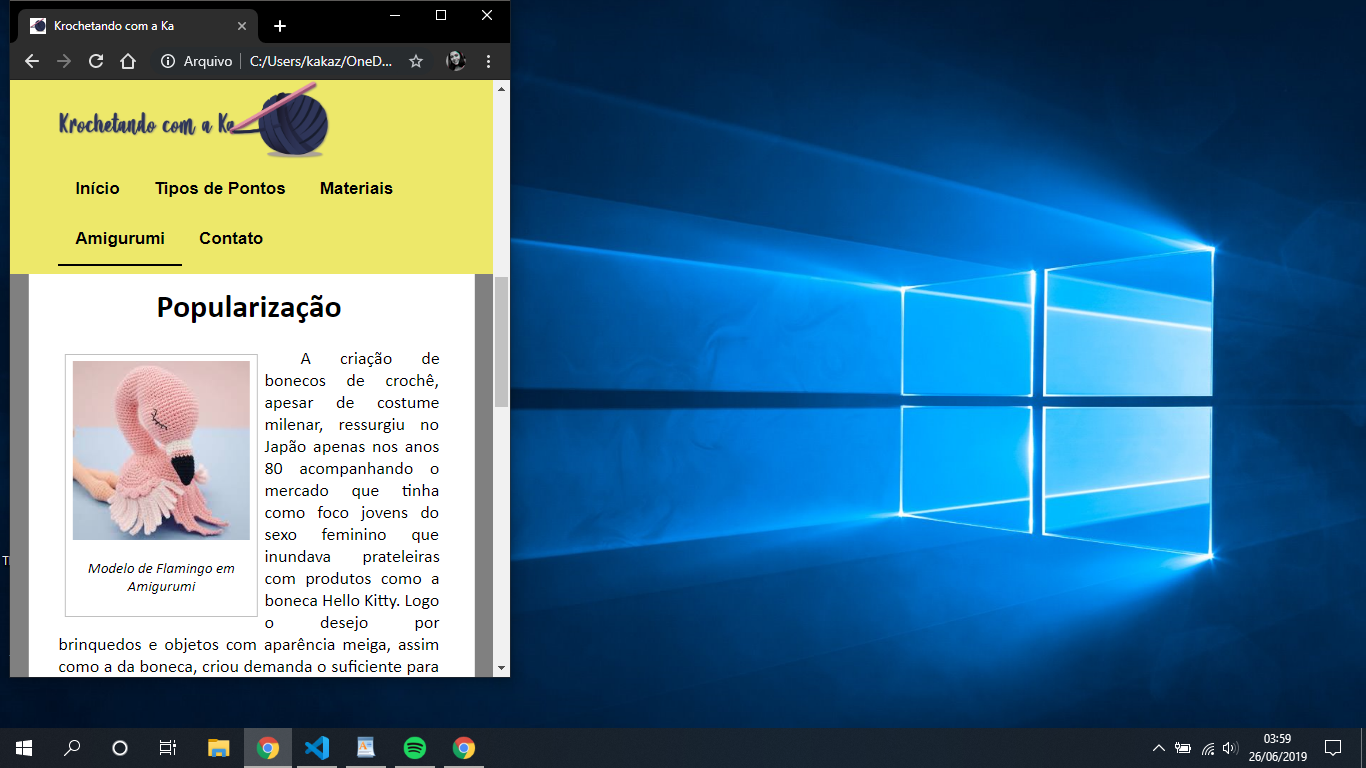 Krochetando com a Ka
Arquivo
C:/Users/kakaz/OneD...
Krochetando com a Ka
Início Tipos de Pontos Materiais
Amigurumi Contato
Popularização
Modelo de Flamingo em
Amigurumi
A criação de
bonecos de crochê,
apesar de costume
milenar, ressurgiu no
Japão apenas nos anos
80 acompanhando o
mercado que tinha
como foco jovens do
sexo feminino que
inundava prateleiras
com produtos como a
boneca Hello Kitty. Logo
o desejo por
brinquedos e objetos com aparência meiga, assim
como a da boneca, criou demanda o suficiente para
03:59
26/06/2019